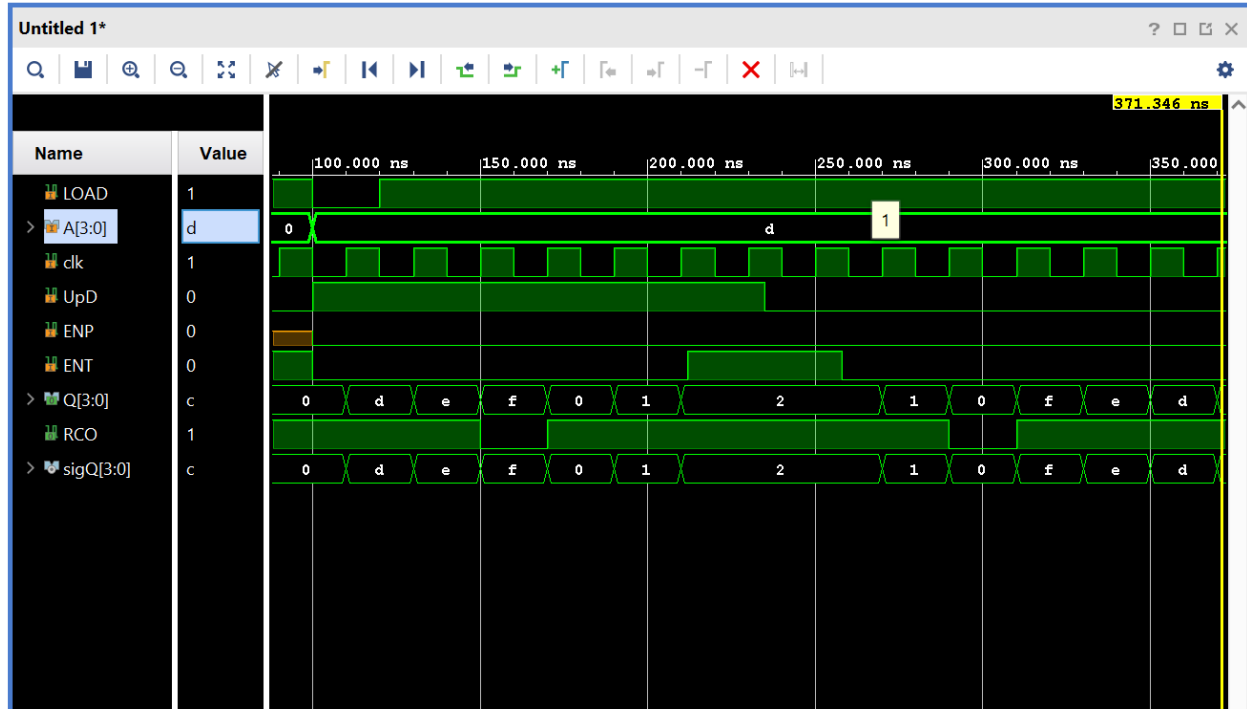 Untitled 1*
371.346 ns
Name Value
100.000 ns 150.000 ns 200.000 ns 250.000 ns 300.000 ns 350.000
LOAD 1
A[3:0] d 0 d 1
clk 1
UpD 0
ENP 0
ENT 0
Q[3:0] c 0 d e f 0 1 2 1 0 f e d
RCO 1
sigQ[3:0] c 0 d e f 0 1 2 1 0 f e d